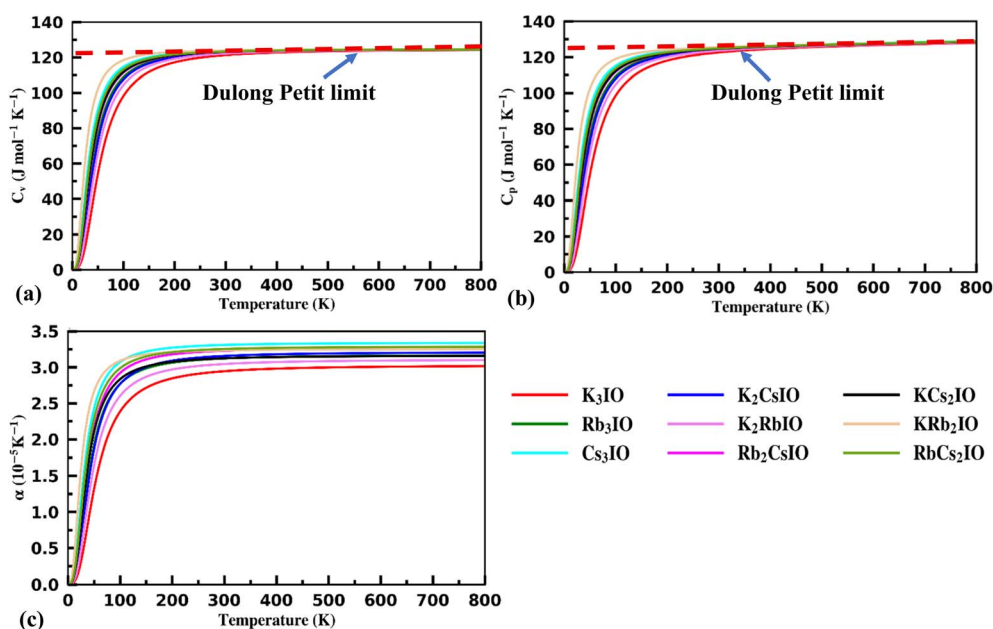 140
120
100
80
60
40
20
0
C_v (J mol⁻¹ K⁻¹)
Dulong Petit limit
0 100 200 300 400 500 600 700 800
Temperature (K)
(a)
140
120
100
80
60
40
20
0
C_p (J mol⁻¹ K⁻¹)
Dulong Petit limit
0 100 200 300 400 500 600 700 800
Temperature (K)
(b)
3.5
3.0
2.5
2.0
1.5
1.0
0.5
0.0
α (10⁻⁵K⁻¹)
0 100 200 300 400 500 600 700 800
Temperature (K)
(c)
K₃IO K₂CsIO KCs₂IO
Rb₃IO K₂RbIO KRb₂IO
Cs₃IO Rb₂CsIO RbCs₂IO